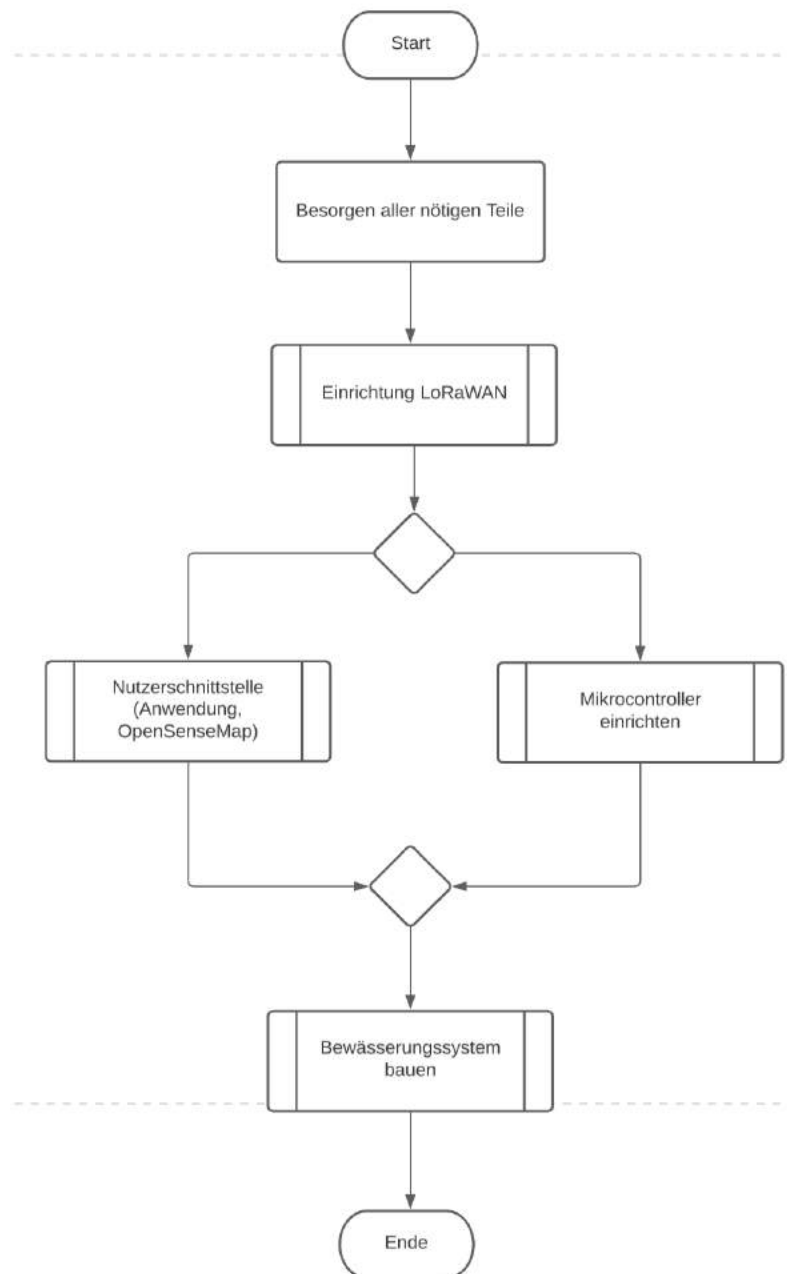 Start
Besorgen aller nötigen Teile
Einrichtung LoRaWAN
Nutzerschnittstelle
(Anwendung,
OpenSenseMap)
Mikrocontroller
einrichten
Bewässerungssystem
bauen
Ende